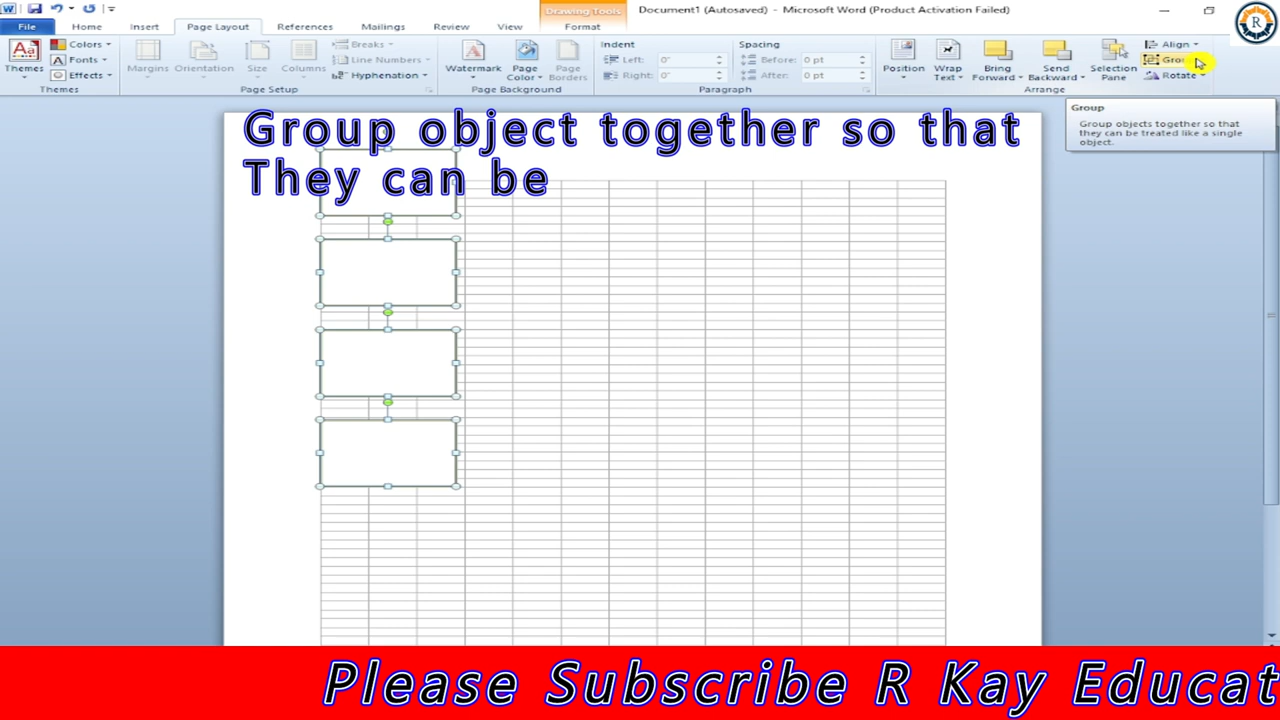 Drawing Tools
Document1 (Autosaved) - Microsoft Word (Product Activation Failed)
File Home Insert Page Layout References Mailings Review View Format
R
Themes
Colors
Fonts
Effects
Themes
Margins
Orientation
Size
Columns
Breaks
Line Numbers
Hyphenation
Page Setup
Watermark
Page Color
Page Borders
Page Background
Indent
Left: 0"
Right: 0"
Spacing
Before: 0 pt
After: 0 pt
Paragraph
Position
Wrap Text
Bring Forward
Send Backward
Selection Pane
Align
Rotate
Arrange
Group
Group objects together so that
they can be treated like a single
object.
Group object together so that
They can be
Please Subscribe R Kay Educat